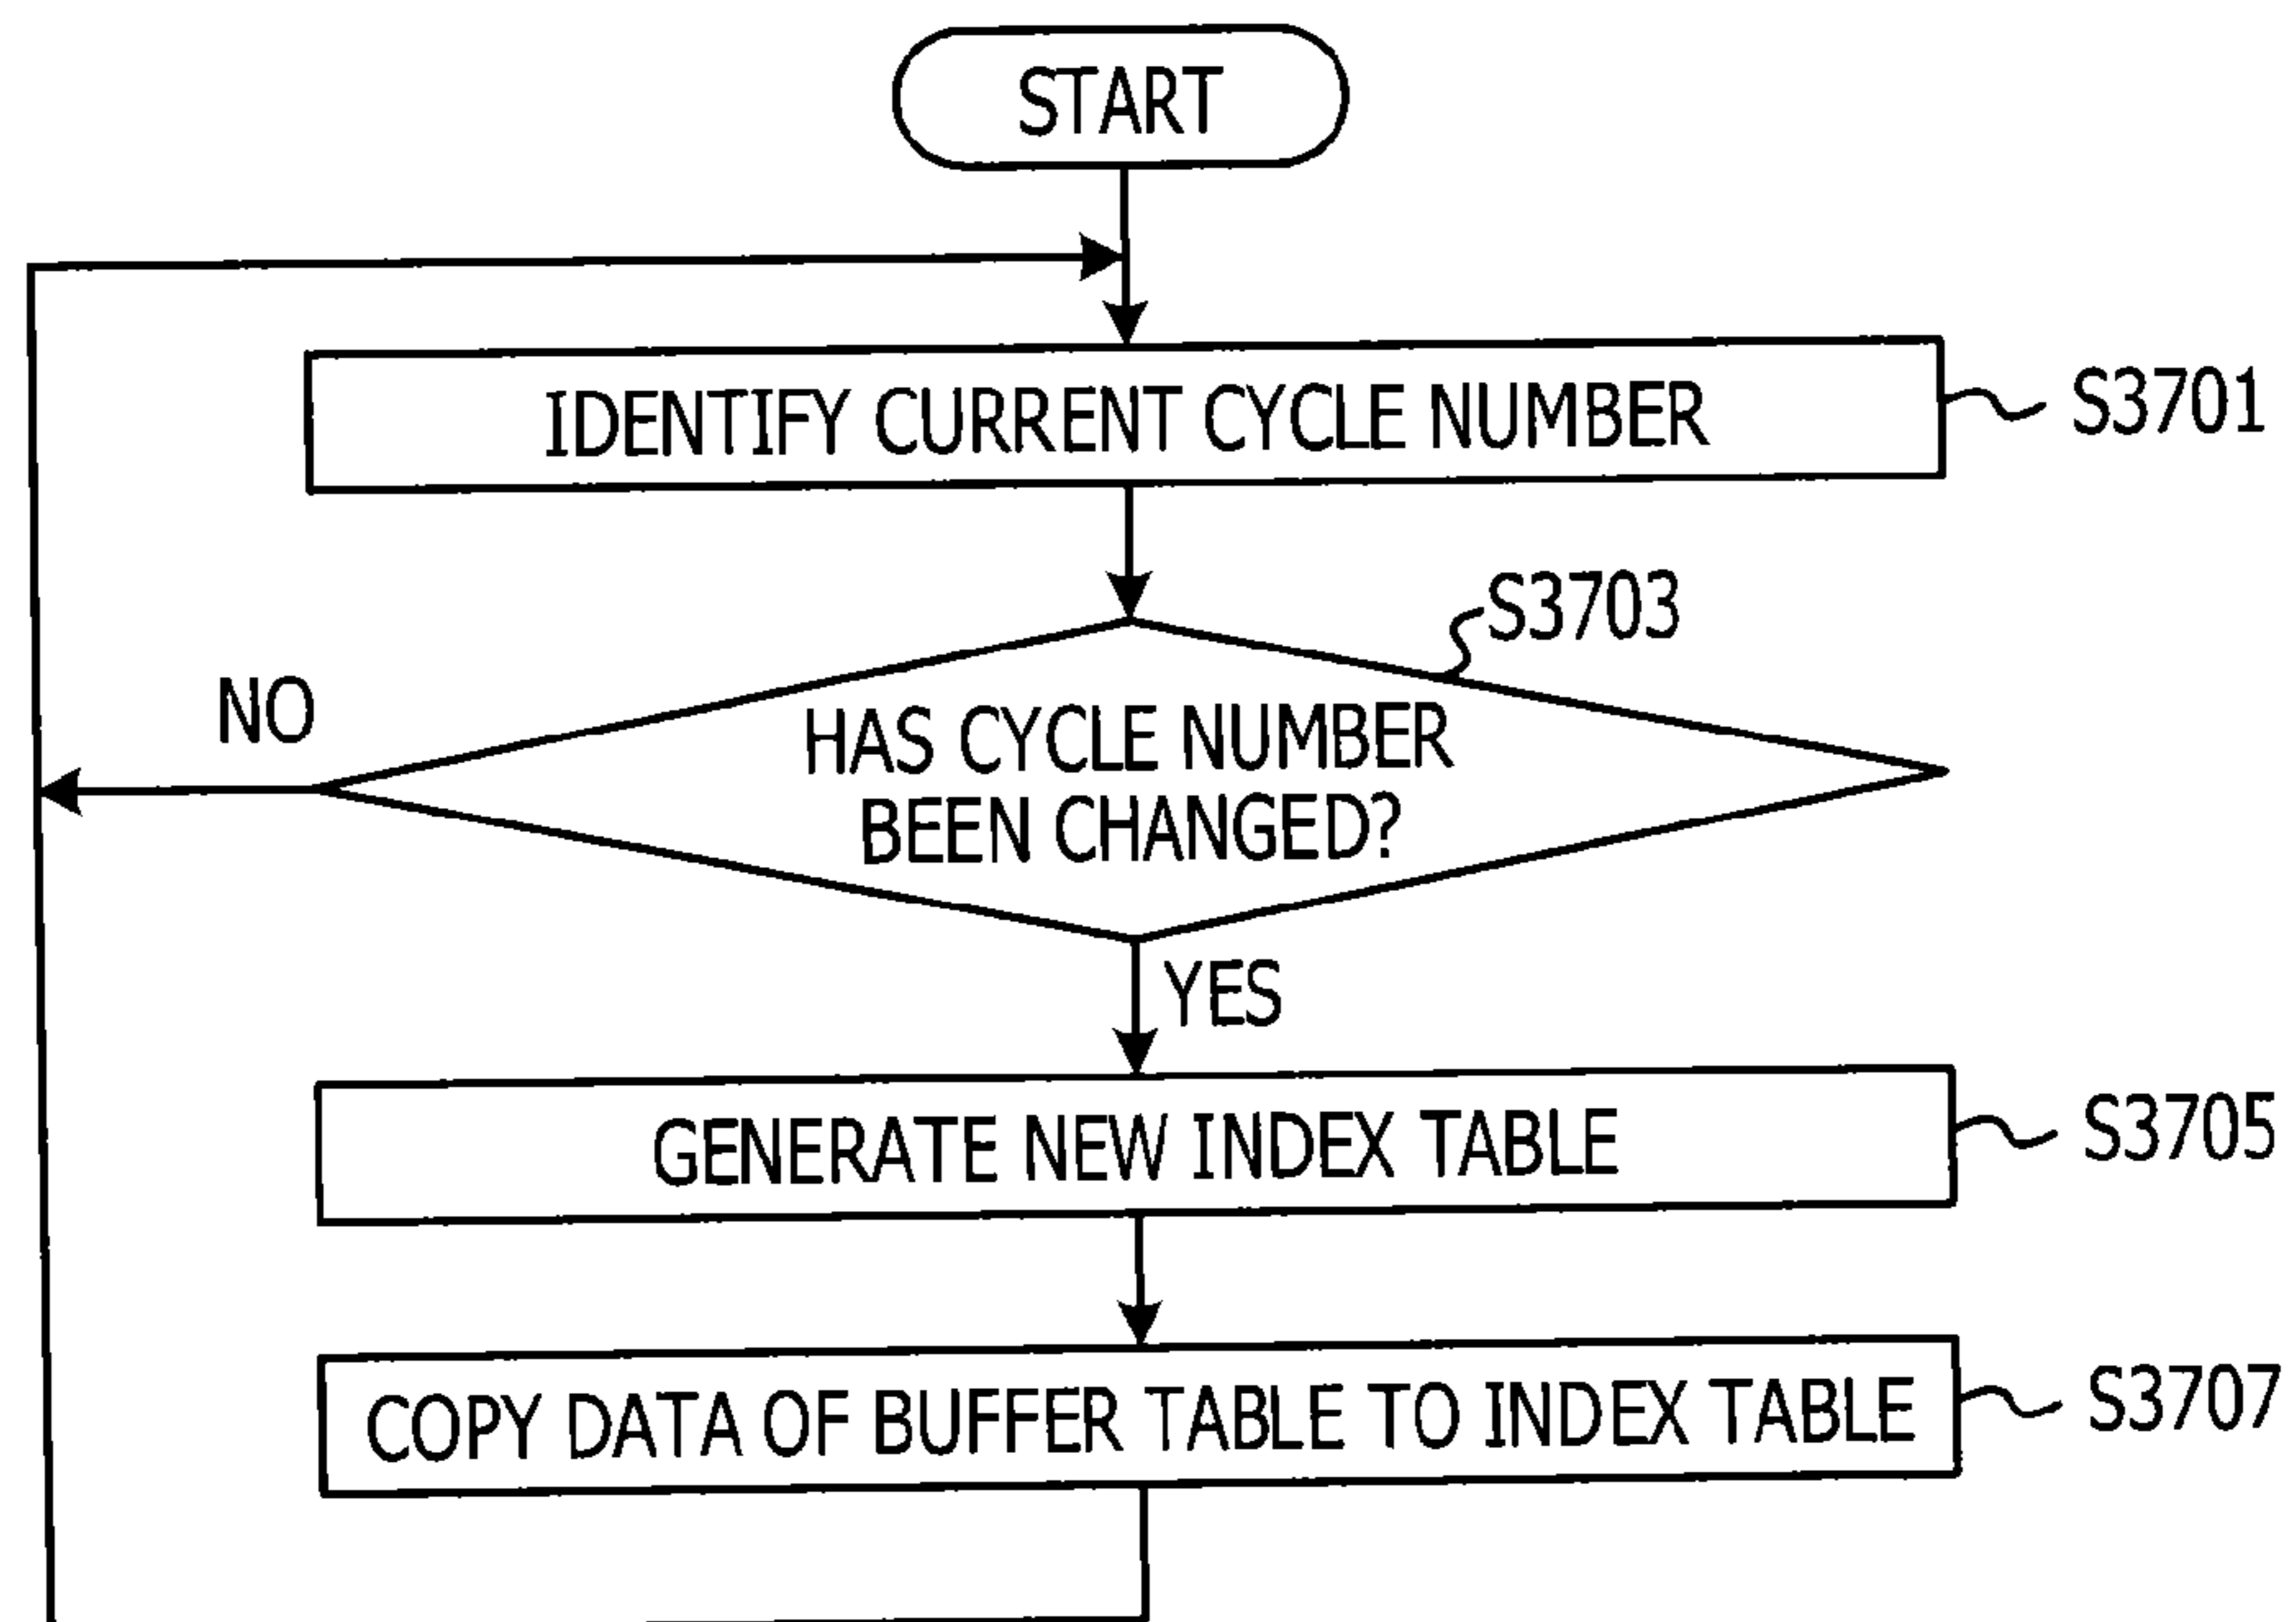 START
IDENTIFY CURRENT CYCLE NUMBER
S3701
S3703
NO
HAS CYCLE NUMBER
BEEN CHANGED?
YES
GENERATE NEW INDEX TABLE
S3705
COPY DATA OF BUFFER TABLE TO INDEX TABLE
S3707